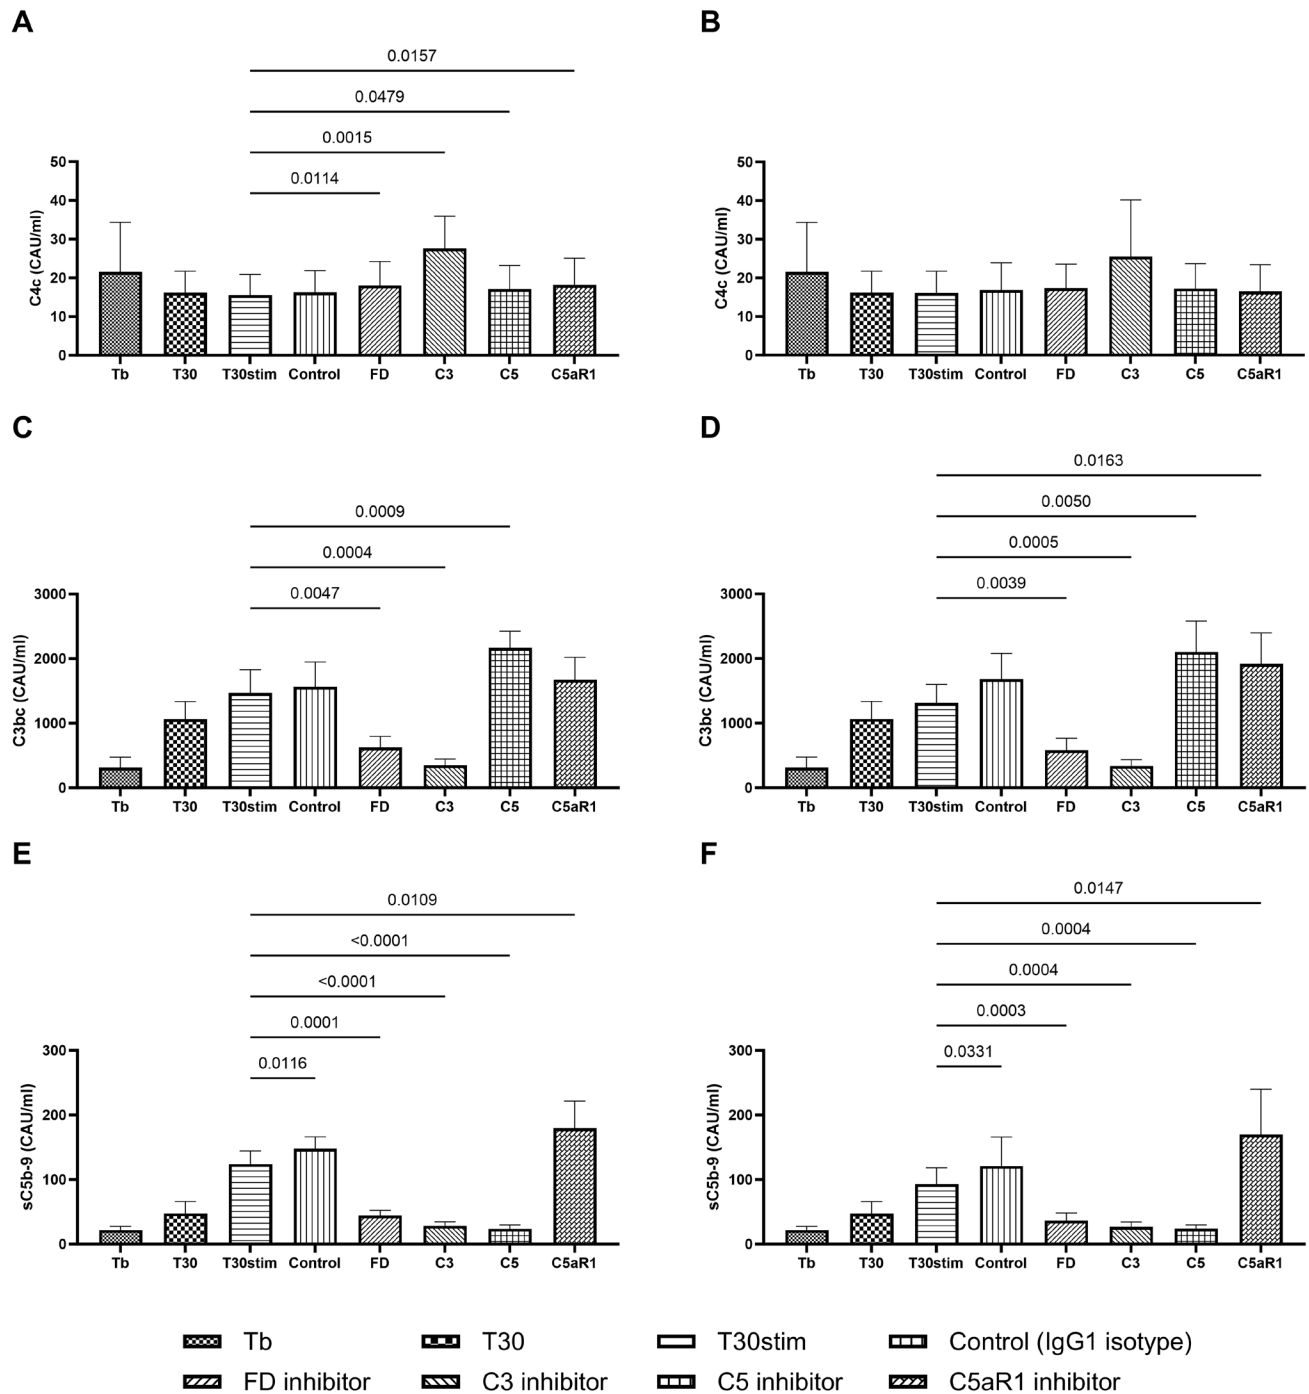 A
0.0157
0.0479
0.0015
0.0114
C4c (CAU/ml)
50
40
30
20
10
0
Tb T30 T30stim Control FD C3 C5 C5aR1
B
C4c (CAU/ml)
50
40
30
20
10
0
Tb T30 T30stim Control FD C3 C5 C5aR1
C
0.0009
0.0004
0.0047
C3bc (CAU/ml)
3000
2000
1000
0
Tb T30 T30stim Control FD C3 C5 C5aR1
D
0.0163
0.0050
0.0005
0.0039
C3bc (CAU/ml)
3000
2000
1000
0
Tb T30 T30stim Control FD C3 C5 C5aR1
E
0.0109
<0.0001
<0.0001
0.0001
0.0116
sC5b-9 (CAU/ml)
300
200
100
0
Tb T30 T30stim Control FD C3 C5 C5aR1
F
0.0147
0.0004
0.0004
0.0003
0.0331
sC5b-9 (CAU/ml)
300
200
100
0
Tb T30 T30stim Control FD C3 C5 C5aR1
Tb T30 T30stim Control (IgG1 isotype)
FD inhibitor C3 inhibitor C5 inhibitor C5aR1 inhibitor